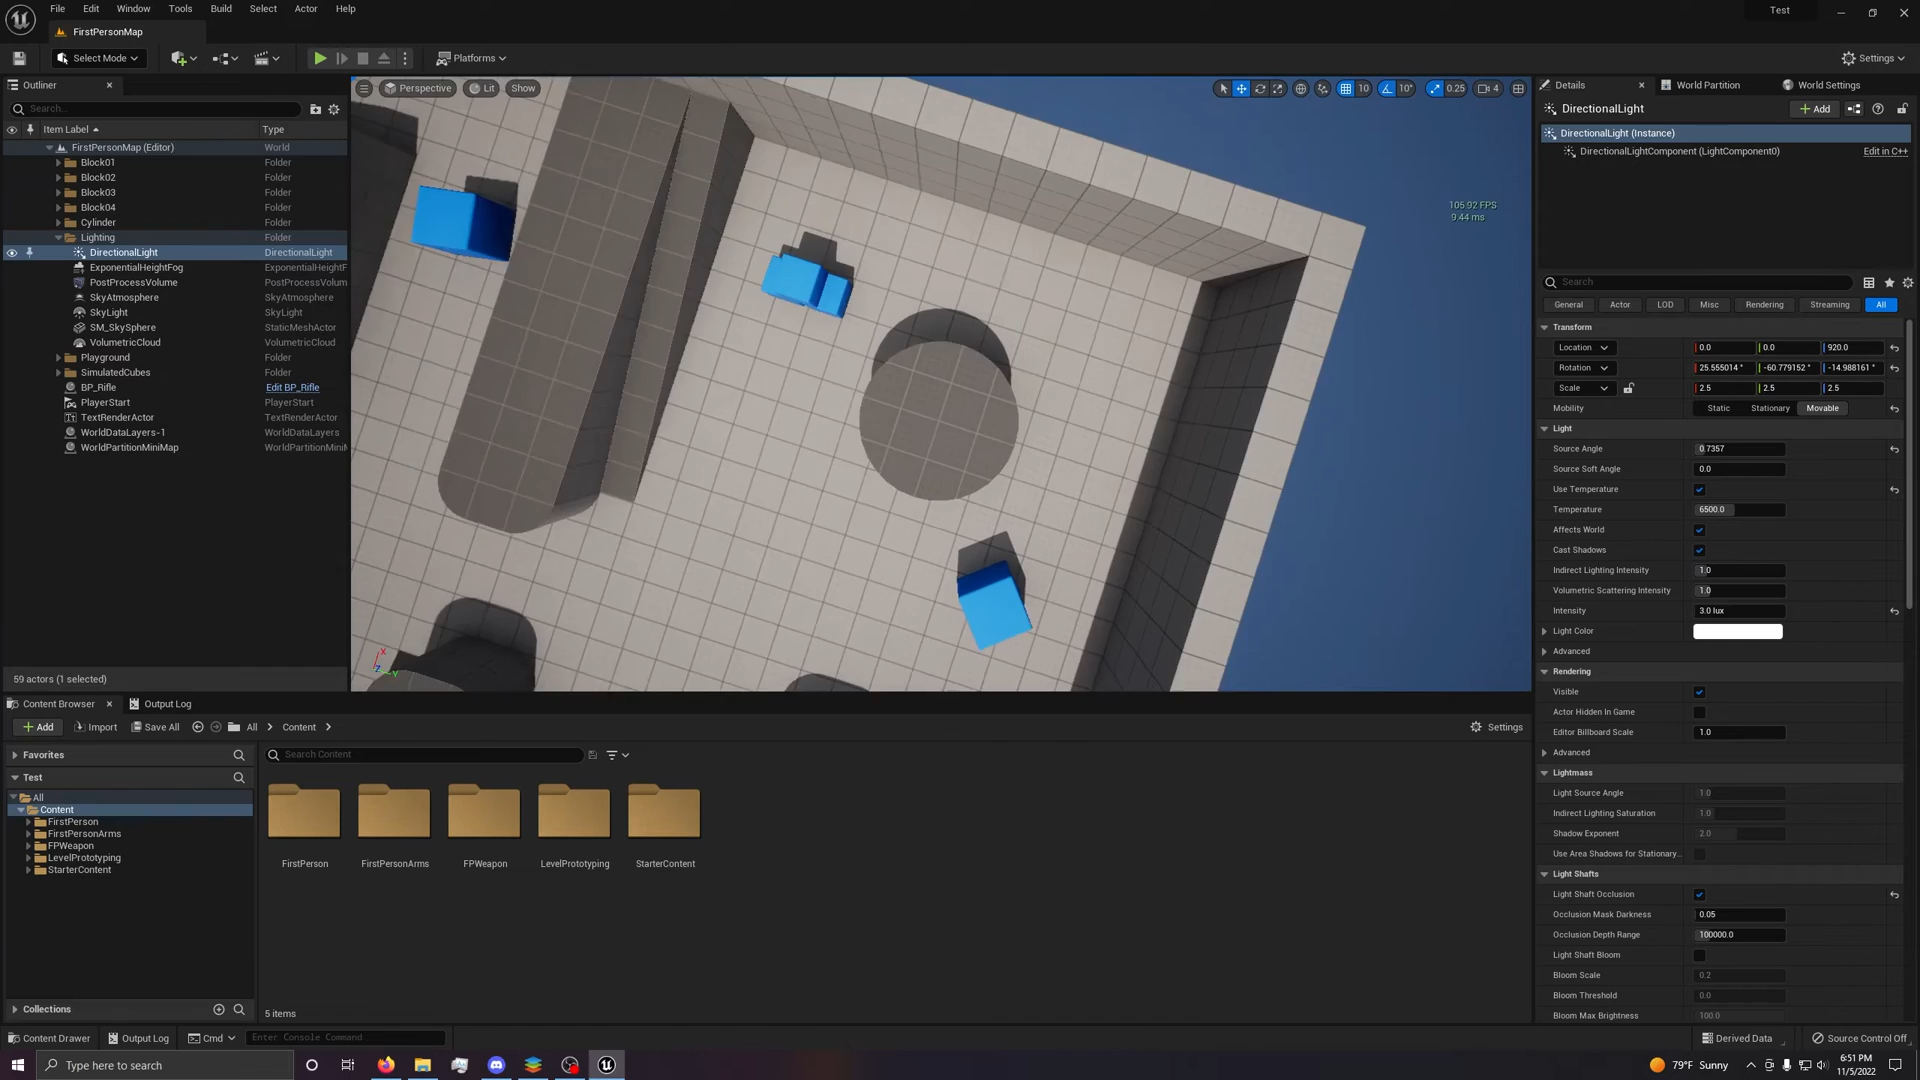 File Edit Window Tools Build Select Actor Help
Test
FirstPersonMap
Select Mode
Platforms
Settings
Outliner
Search...
Item Label Type
FirstPersonMap (Editor) World
Block01 Folder
Block02 Folder
Block03 Folder
Block04 Folder
Cylinder Folder
Lighting Folder
DirectionalLight DirectionalLight
ExponentialHeightFog ExponentialHeightF
PostProcessVolume PostProcessVolum
SkyAtmosphere SkyAtmosphere
SkyLight SkyLight
SM_SkySphere StaticMeshActor
VolumetricCloud VolumetricCloud
Playground Folder
SimulatedCubes Folder
BP_Rifle Edit BP_Rifle
PlayerStart PlayerStart
TextRenderActor TextRenderActor
WorldDataLayers-1 WorldDataLayers
WorldPartitionMiniMap WorldPartitionMiniM
59 actors (1 selected)
Perspective Lit Show
10 10° 0.25 4
105.92 FPS
9.44 ms
X
Z
Y
Details World Partition World Settings
DirectionalLight
Add
DirectionalLight (Instance)
DirectionalLightComponent (LightComponent0) Edit in C++
Search
General Actor LOD Misc Rendering Streaming All
Transform
Location 0.0 0.0 920.0
Rotation 25.555014 ° -60.779152 ° -14.988161 °
Scale 2.5 2.5 2.5
Mobility Static Stationary Movable
Light
Source Angle 0.7357
Source Soft Angle 0.0
Use Temperature
Temperature 6500.0
Affects World
Cast Shadows
Indirect Lighting Intensity 1.0
Volumetric Scattering Intensity 1.0
Intensity 3.0 lux
Light Color
Advanced
Rendering
Visible
Actor Hidden In Game
Editor Billboard Scale 1.0
Advanced
Lightmass
Light Source Angle 1.0
Indirect Lighting Saturation 1.0
Shadow Exponent 2.0
Use Area Shadows for Stationary...
Light Shafts
Light Shaft Occlusion
Occlusion Mask Darkness 0.05
Occlusion Depth Range 100000.0
Light Shaft Bloom
Bloom Scale 0.2
Bloom Threshold 0.0
Bloom Max Brightness 100.0
Content Browser Output Log
Add Import Save All All Content Settings
Favorites
Test
All
Content
FirstPerson
FirstPersonArms
FPWeapon
LevelPrototyping
StarterContent
Collections
Search Content
FirstPerson FirstPersonArms FPWeapon LevelPrototyping StarterContent
5 items
Content Drawer Output Log Cmd Enter Console Command Derived Data Source Control Off
Type here to search
79°F Sunny
6:51 PM
11/5/2022